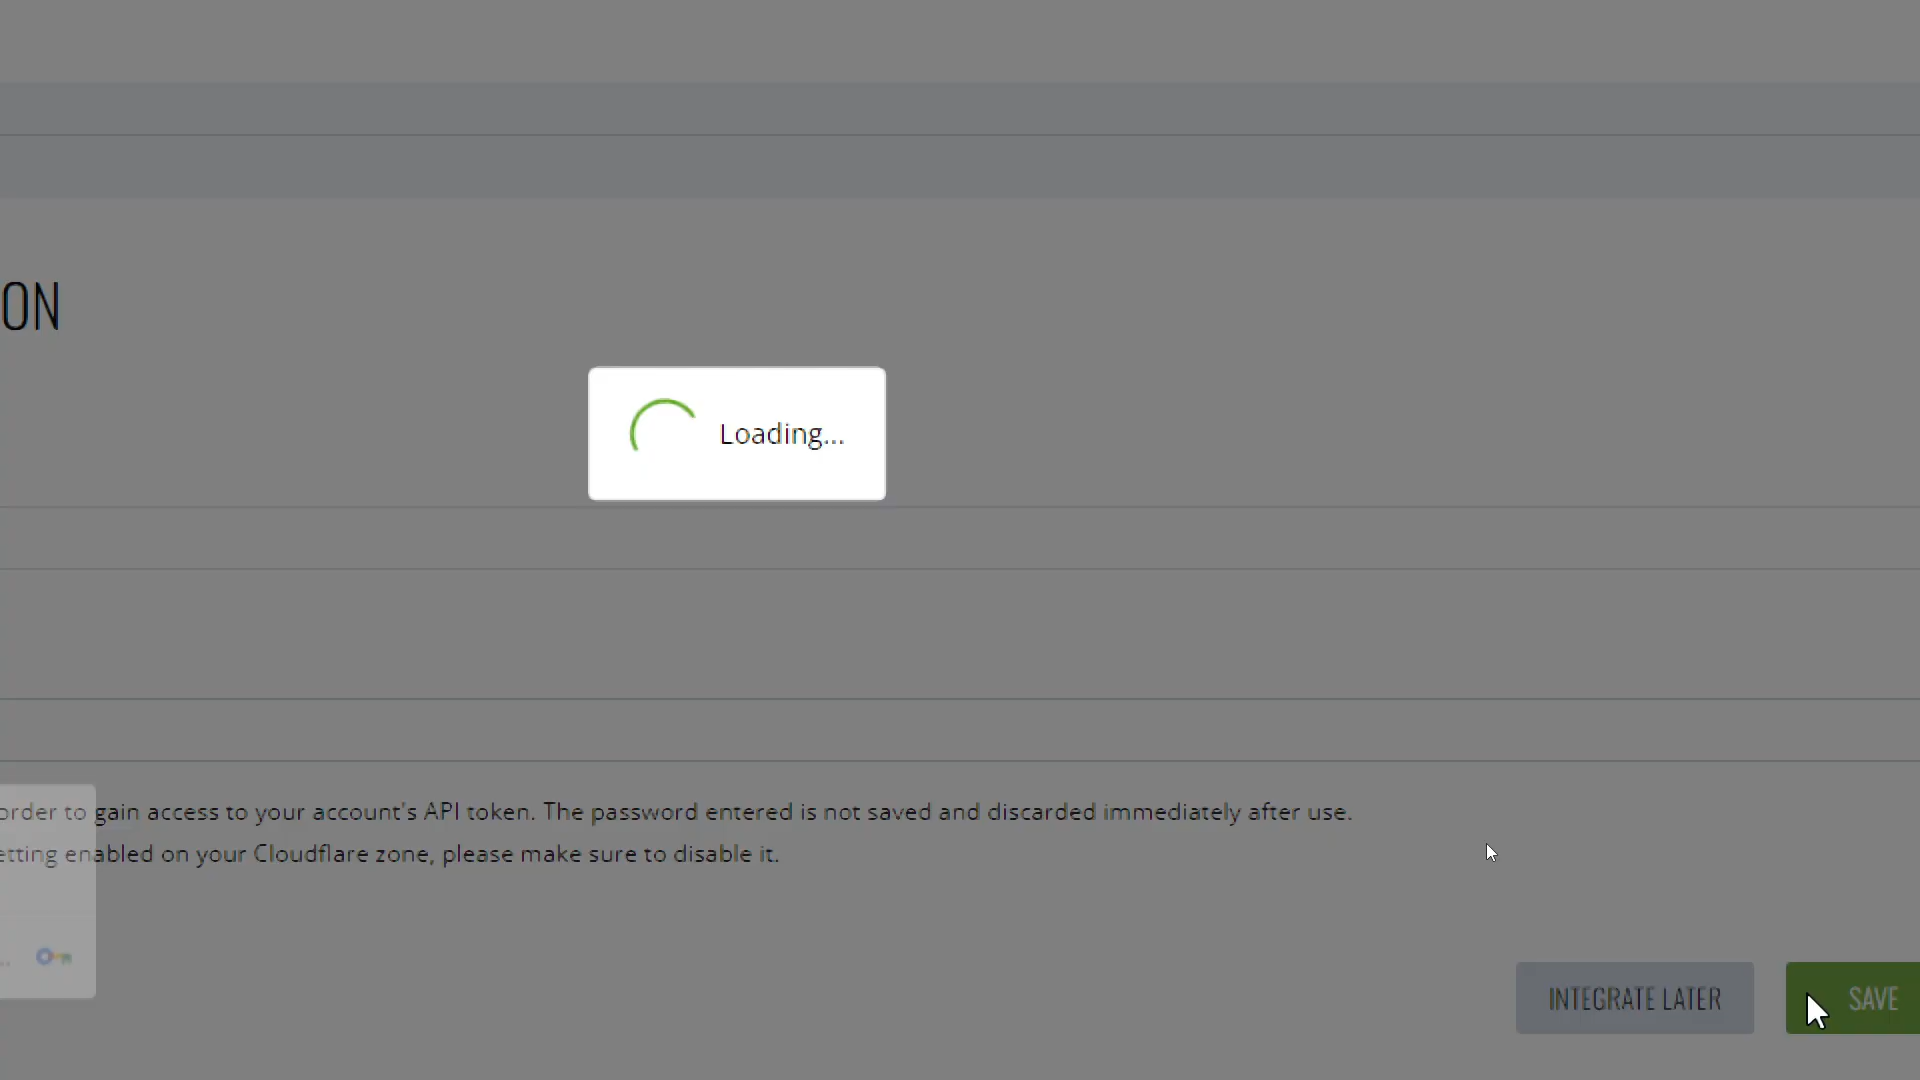 ON
Loading...
order to gain access to your account's API token. The password entered is not saved and discarded immediately after use.
etting enabled on your Cloudflare zone, please make sure to disable it.
..
INTEGRATE LATER
SAVE